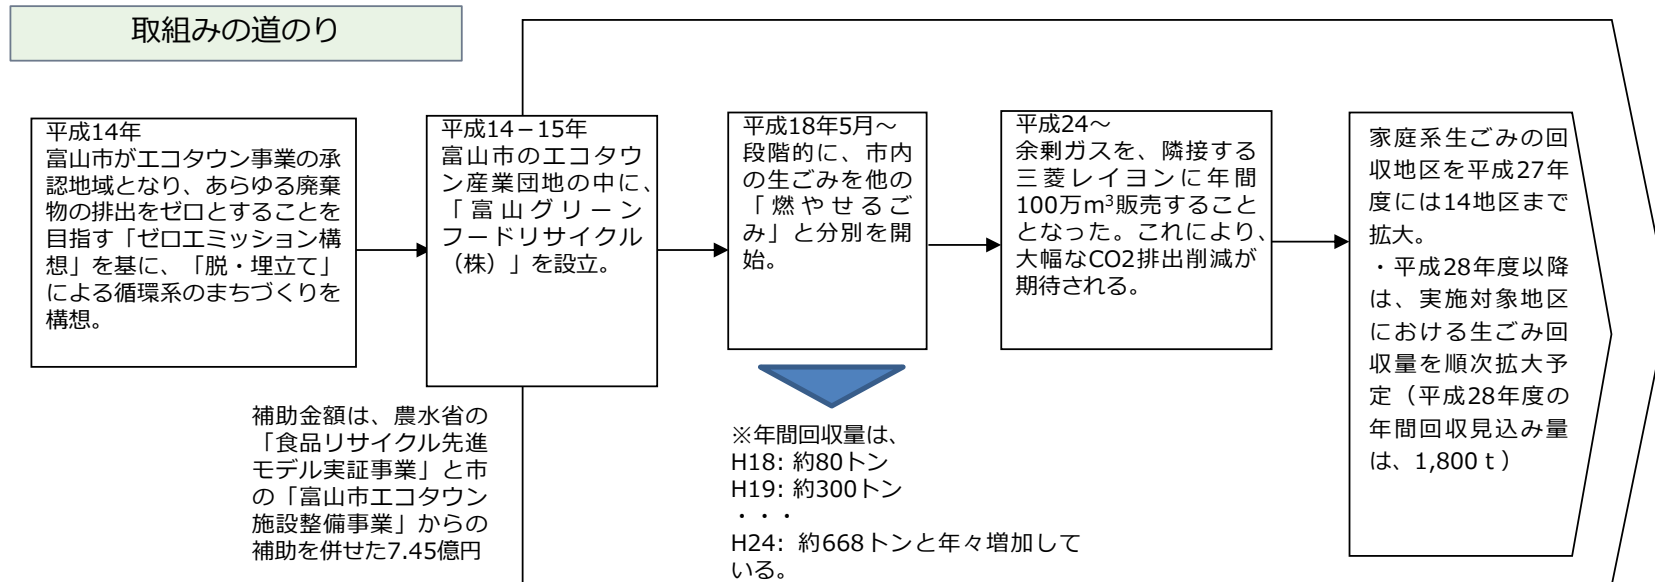 取組みの道のり
平成14年
富山市がエコタウン事業の承
認地域となり、あらゆる廃棄
物の排出をゼロとすることを
目指す「ゼロエミッション構
想」を基に、「脱・埋立て」
による循環系のまちづくりを
構想。
平成14－15年
富山市のエコタウ
ン産業団地の中に、
「富山グリーン
フードリサイクル
（株）」を設立。
補助金額は、農水省の
「食品リサイクル先進
モデル実証事業」と市
の「富山市エコタウン
施設整備事業」からの
補助を併せた7.45億円
平成18年5月～
段階的に、市内
の生ごみを他の
「燃やせるご
み」と分別を開
始。
※年間回収量は、
H18: 約80トン
H19: 約300トン
・・・
H24: 約668トンと年々増加して
いる。
平成24～
余剰ガスを、隣接する
三菱レイヨンに年間
100万m³販売すること
となった。これにより、
大幅なCO2排出削減が
期待される。
家庭系生ごみの回
収地区を平成27年
度には14地区まで
拡大。
・平成28年度以降
は、実施対象地区
における生ごみ回
収量を順次拡大予
定（平成28年度の
年間回収見込み量
は、1,800ｔ）